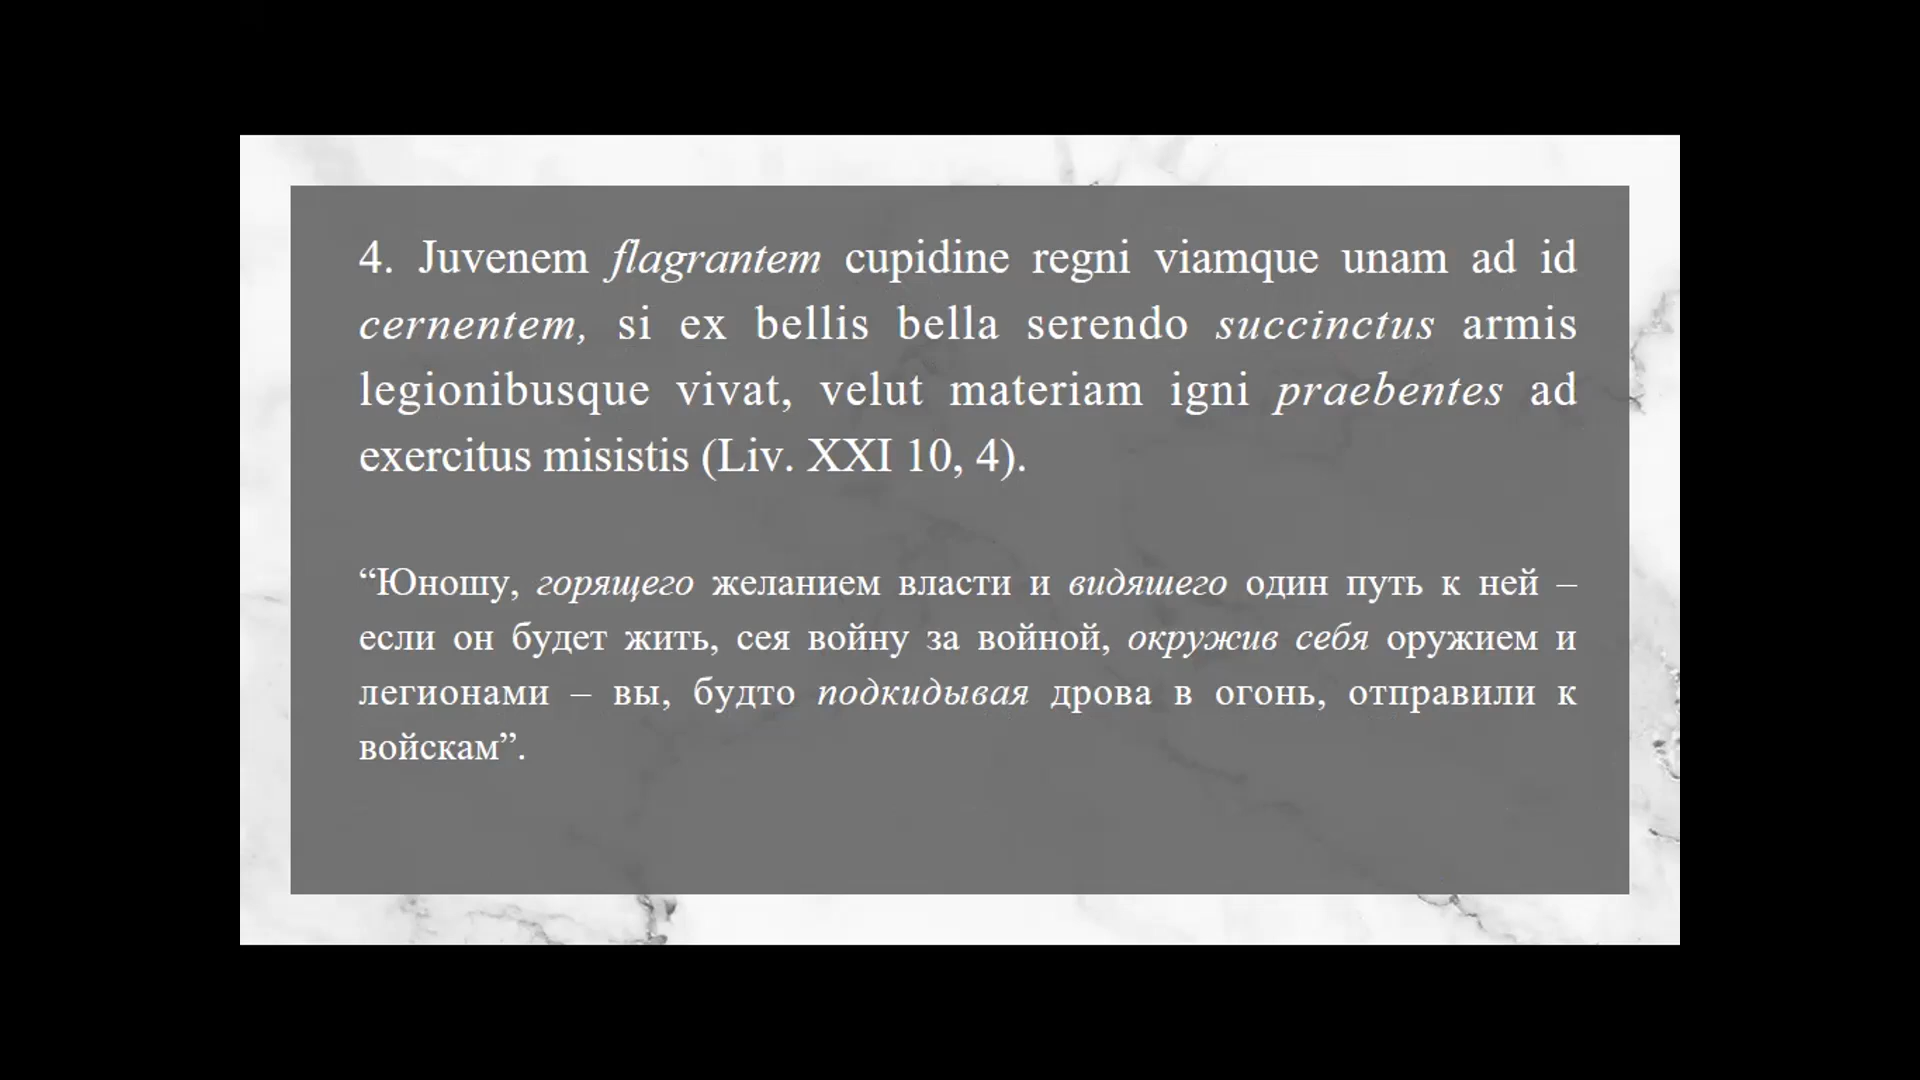 4. Juvenem flagrantem cupidine regni viamque unam ad id
cernentem, si ex bellis bella serendo succinctus armis
legionibusque vivat, velut materiam igni praebentes ad
exercitus misistis (Liv. XXI 10, 4).
“Юношу, горящего желанием власти и видяшего один путь к ней –
если он будет жить, сея войну за войной, окружив себя оружием и
легионами – вы, будто подкидывая дрова в огонь, отправили к
войскам”.